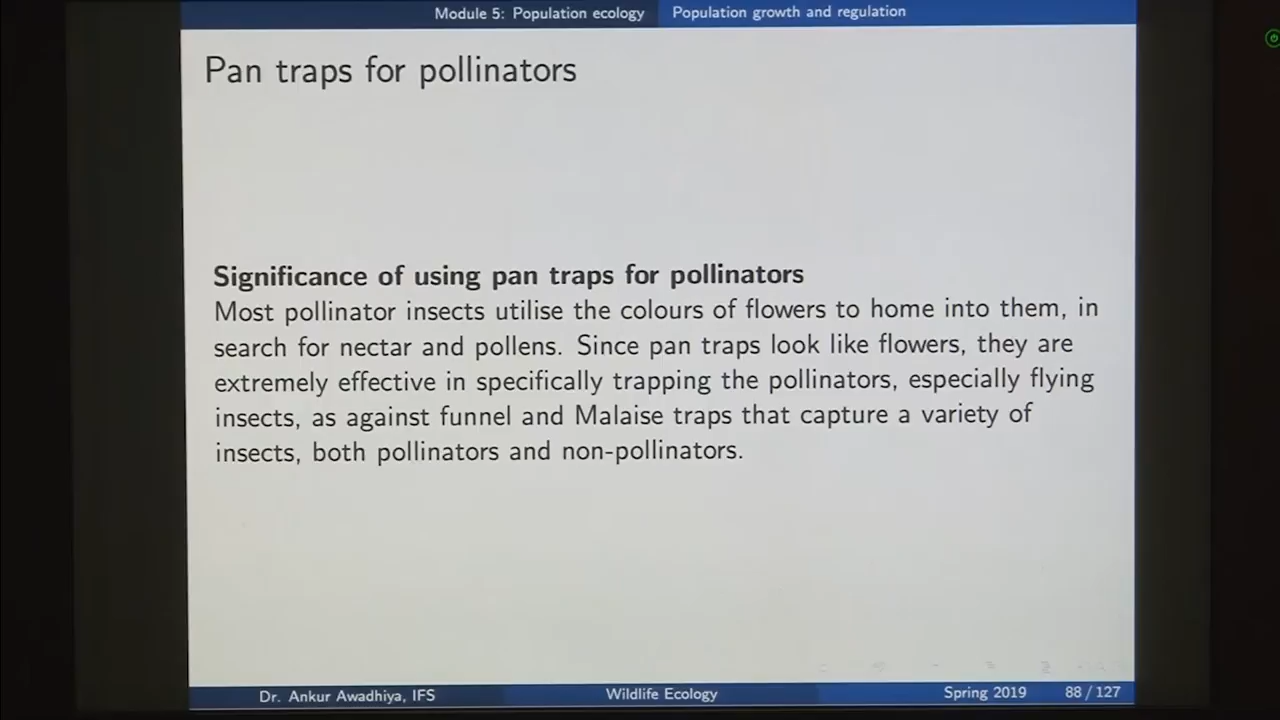 Module 5: Population ecology Population growth and regulation
Pan traps for pollinators
Significance of using pan traps for pollinators
Most pollinator insects utilise the colours of flowers to home into them, in
search for nectar and pollens. Since pan traps look like flowers, they are
extremely effective in specifically trapping the pollinators, especially flying
insects, as against funnel and Malaise traps that capture a variety of
insects, both pollinators and non-pollinators.
Dr. Ankur Awadhiya, IFS Wildlife Ecology Spring 2019 88 / 127